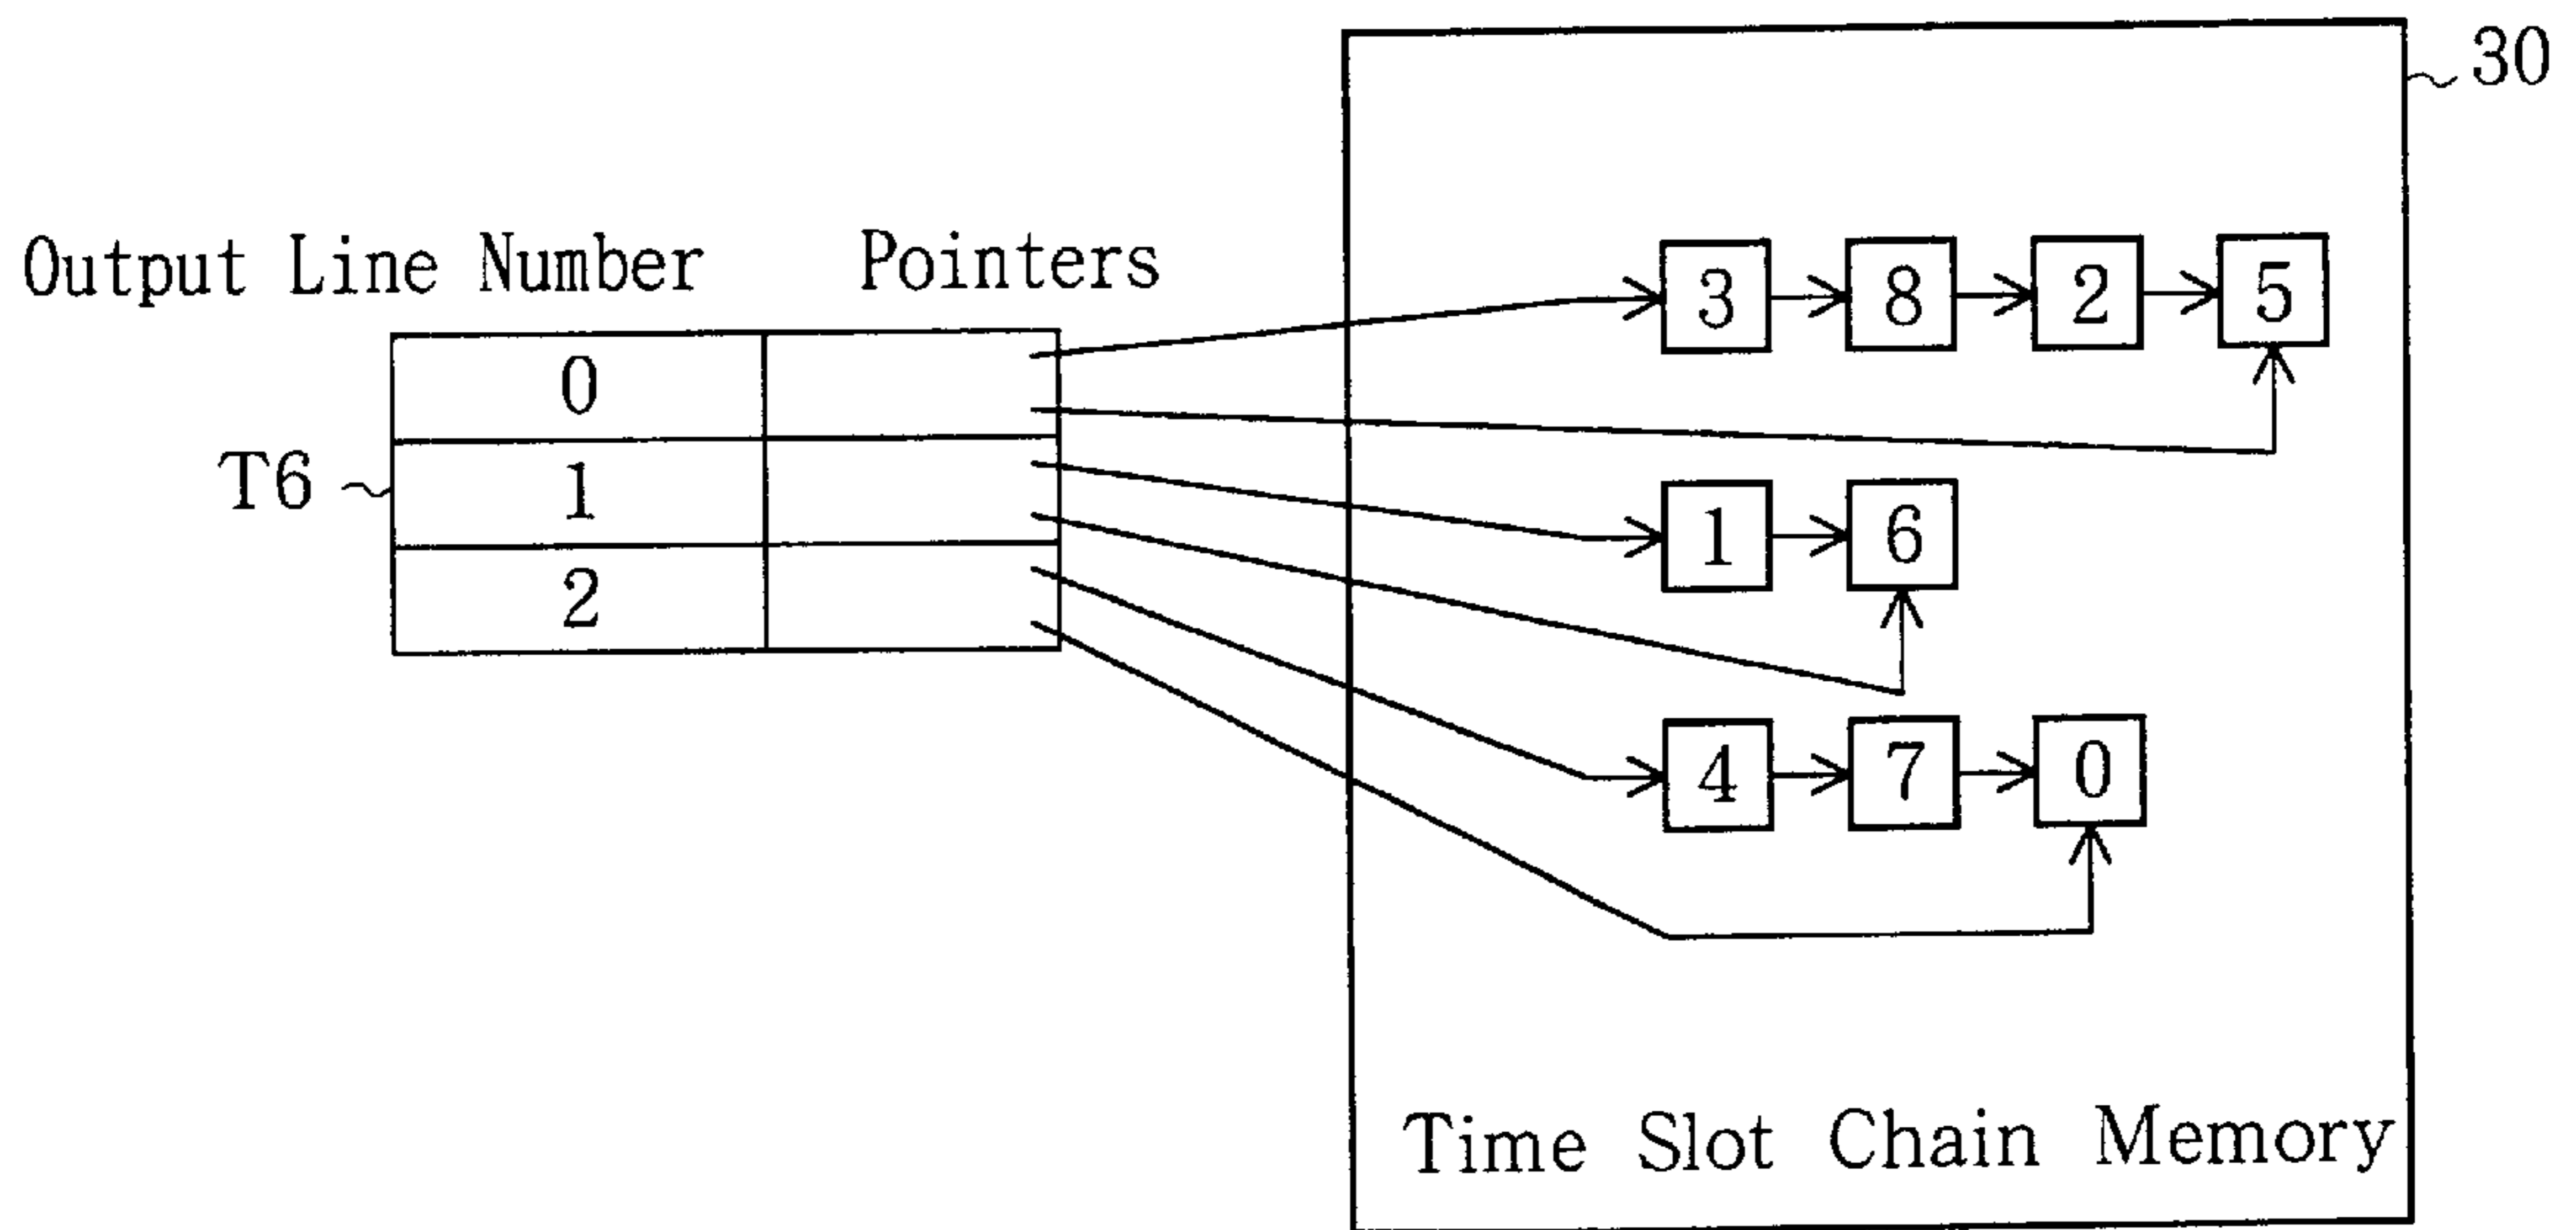 30
Output Line Number Pointers
3 8 2 5
0
T6
1
1 6
2
4 7 0
Time Slot Chain Memory